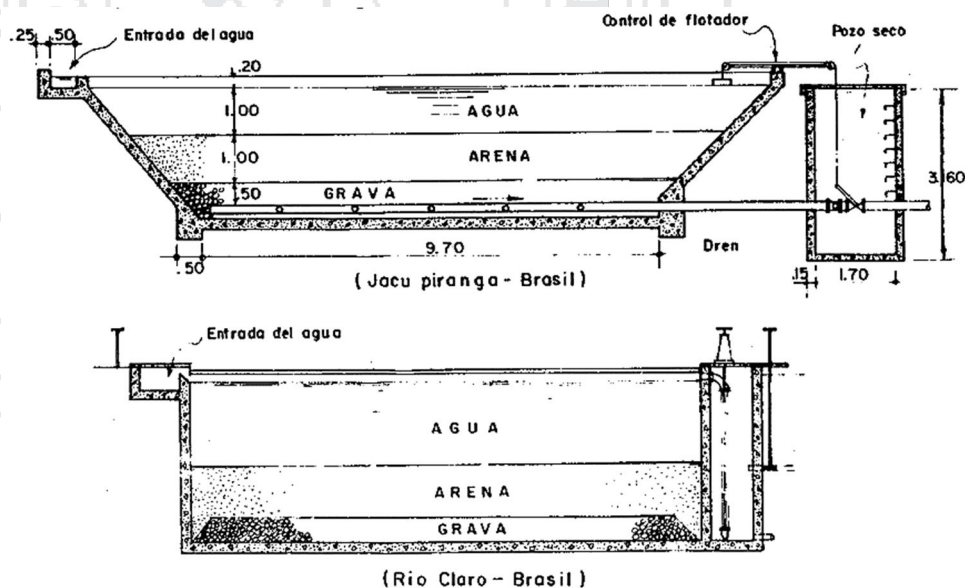 Control de flotador
.25 .50 Entrada del agua
Pozo seco
.20
1.00 AGUA
1.00 ARENA
.50 GRAVA
3.60
9.70
.50
Dren
.15 1.70
(Jacu piranga - Brasil)
Entrada del agua
AGUA
ARENA
GRAVA
(Rio Claro - Brasil)